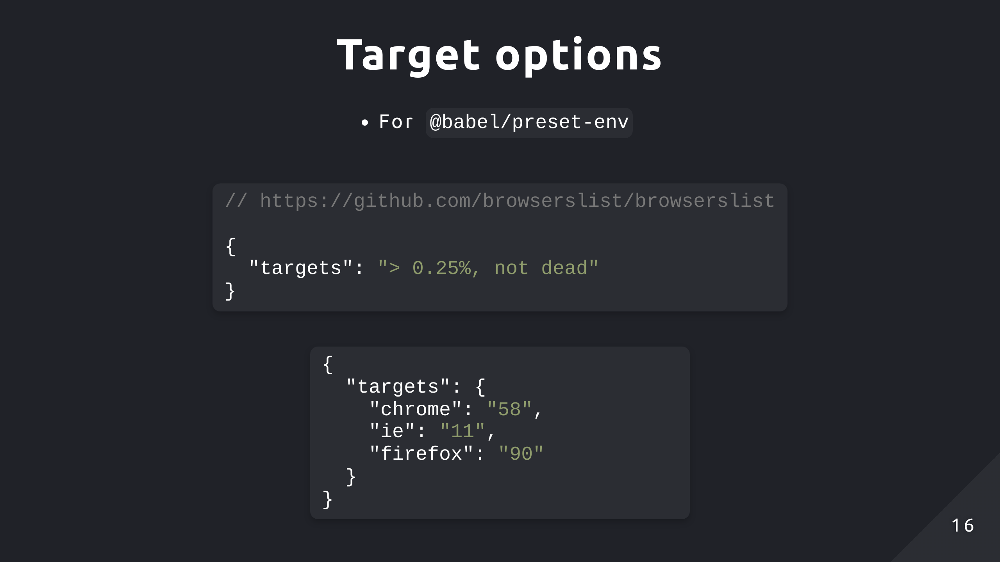 Target options
• For @babel/preset-env
// https://github.com/browserslist/browserslist
{
  "targets": "> 0.25%, not dead"
}
{
  "targets": {
    "chrome": "58",
    "ie": "11",
    "firefox": "90"
  }
}
16